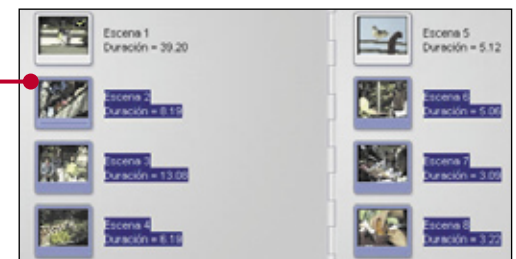 Escena 1
Duración = 39.20
Escena 2
Duración = 8.19
Escena 3
Duración = 13.08
Escena 4
Duración = 6.19
Escena 5
Duración = 5.12
Escena 6
Duración = 5.06
Escena 7
Duración = 3.09
Escena 8
Duración = 3.22